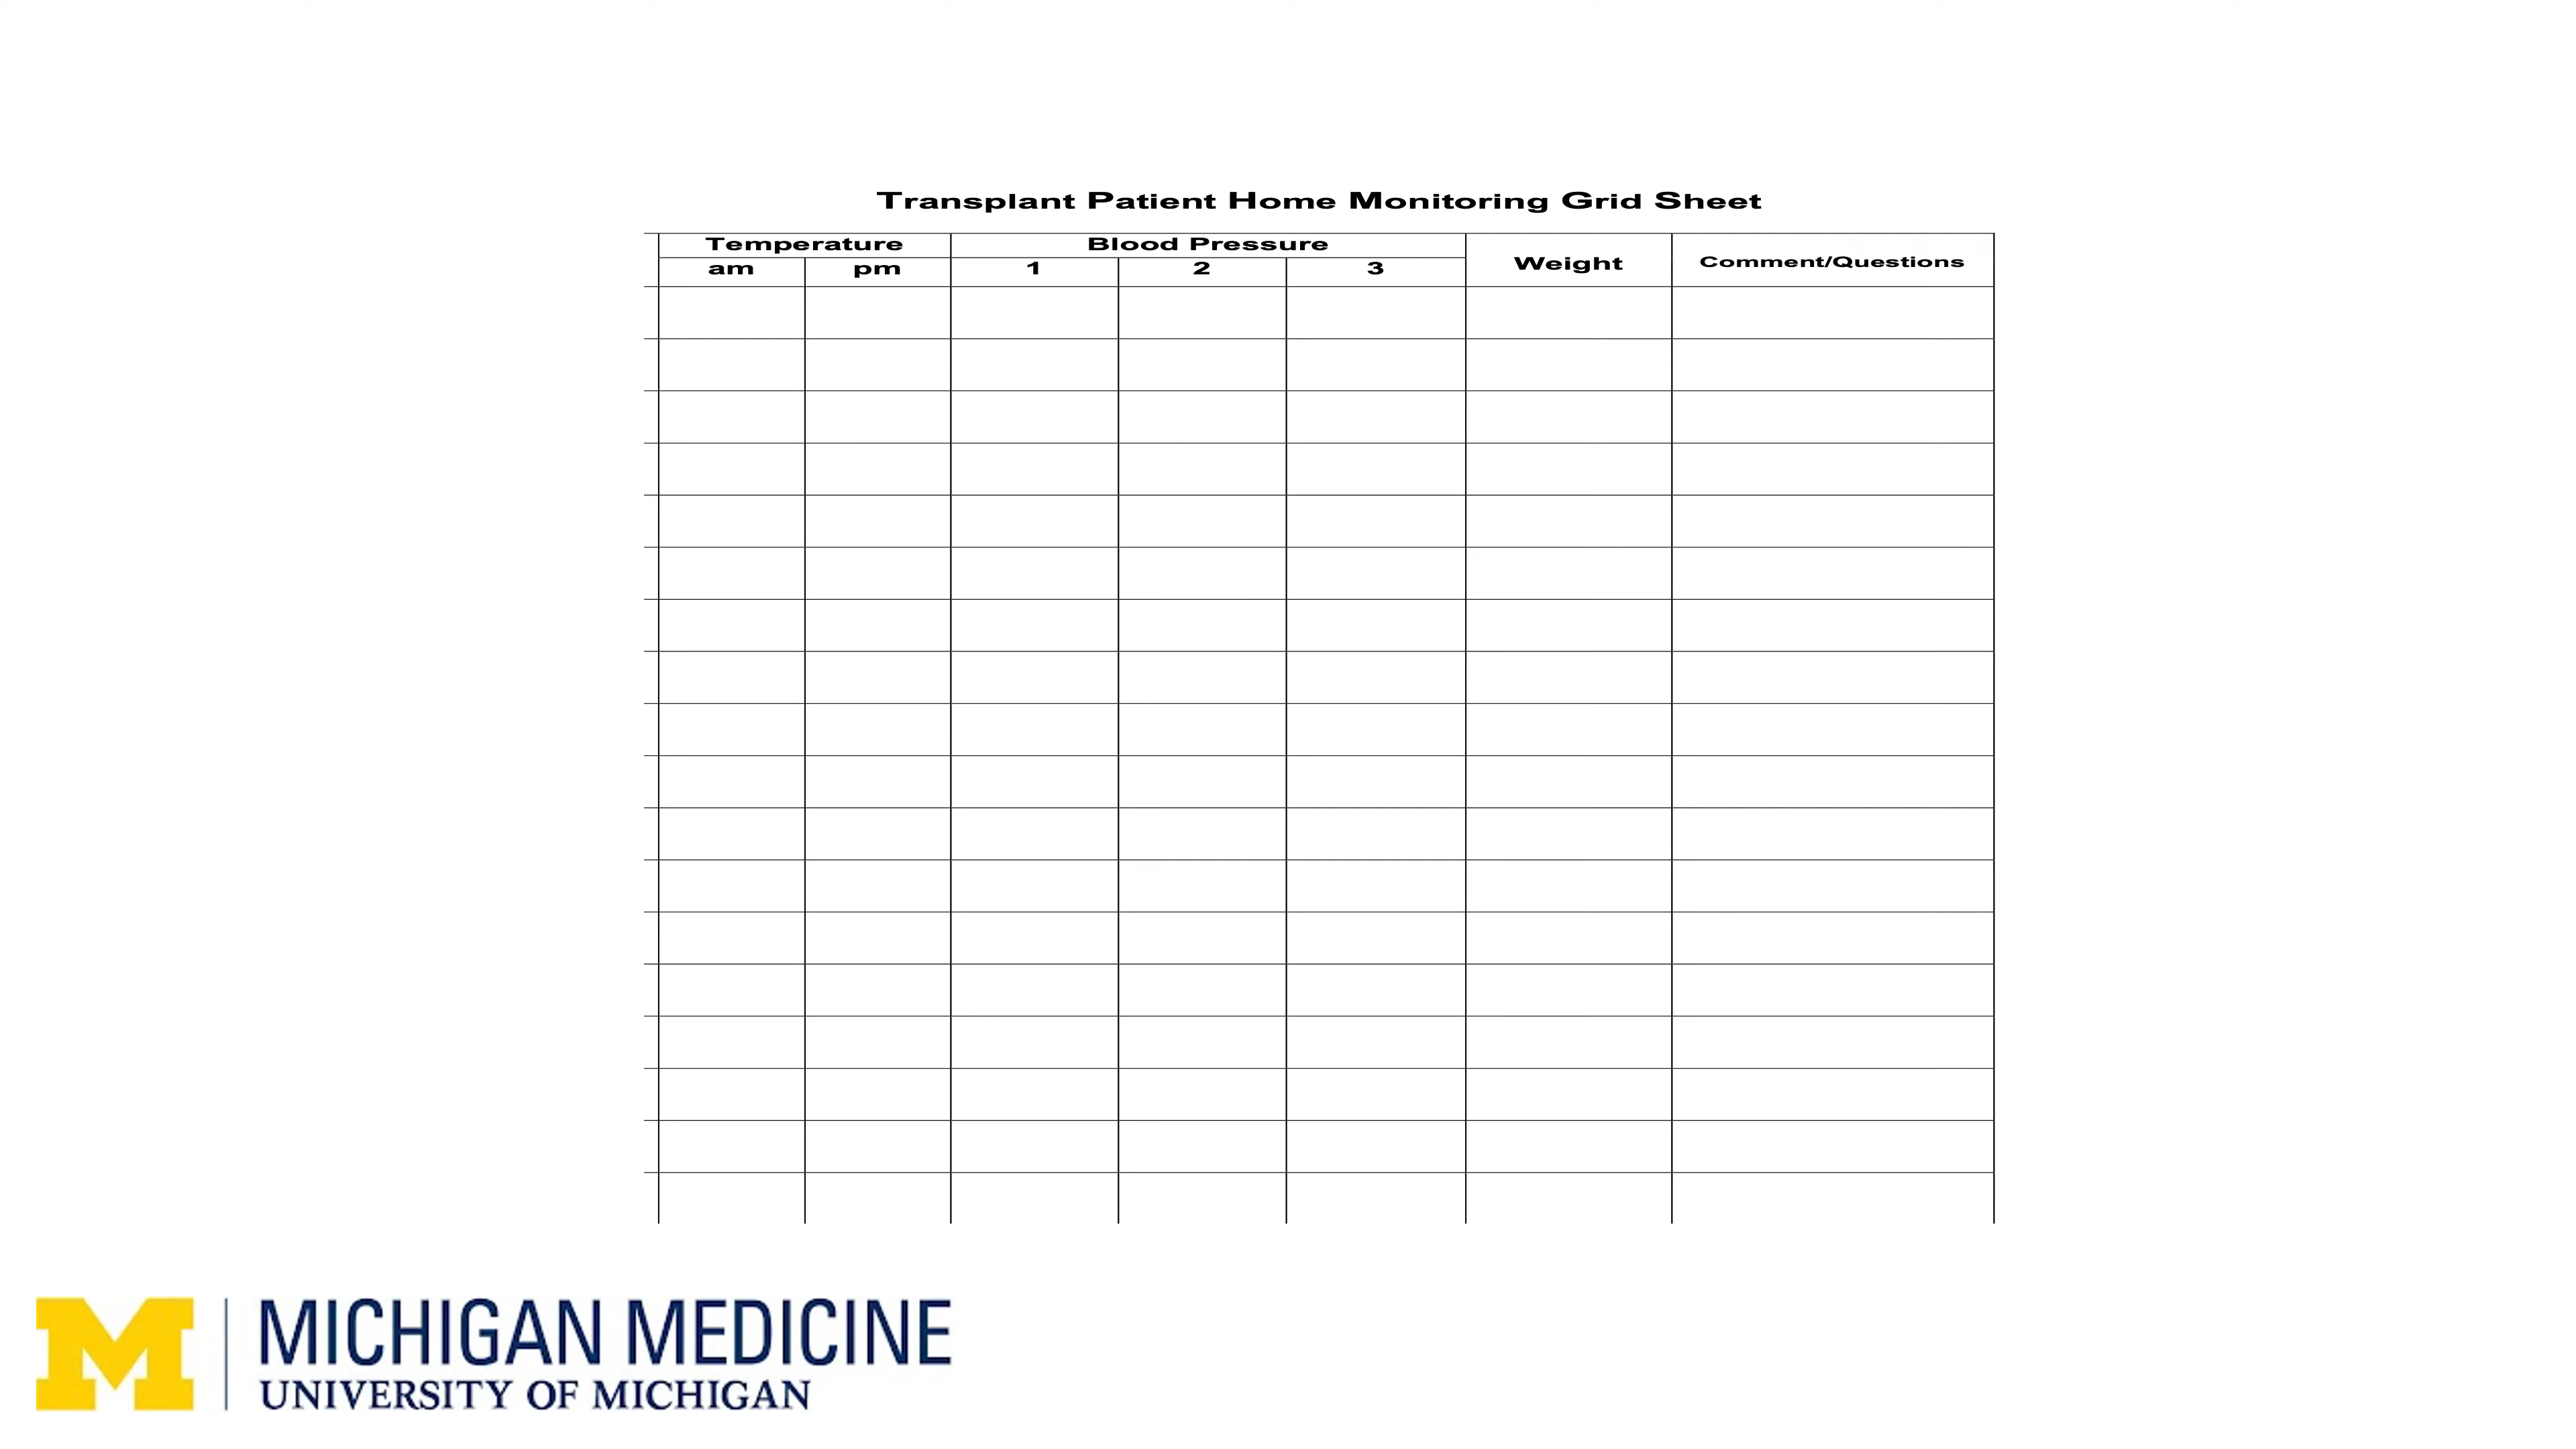 Transplant Patient Home Monitoring Grid Sheet
Temperature Blood Pressure Weight Comment/Questions
am pm 1 2 3
M MICHIGAN MEDICINE
UNIVERSITY OF MICHIGAN